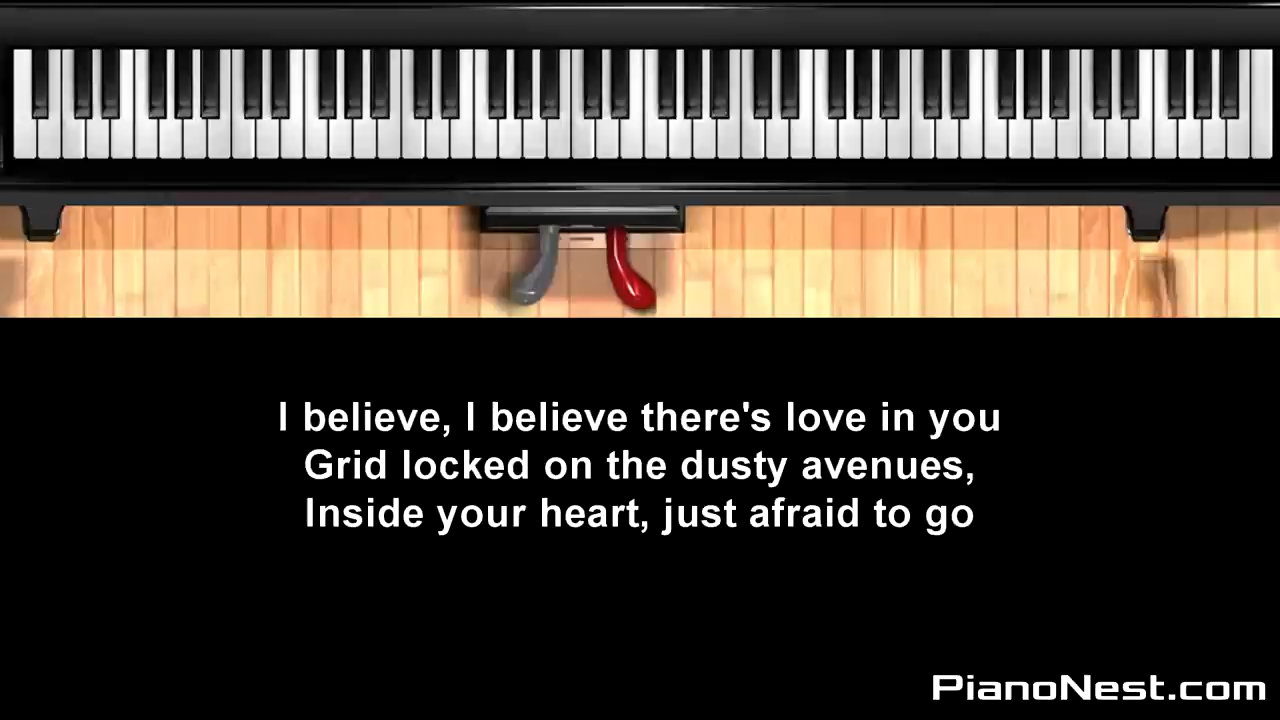 I believe, I believe there's love in you
Grid locked on the dusty avenues,
Inside your heart, just afraid to go
PianoNest.com